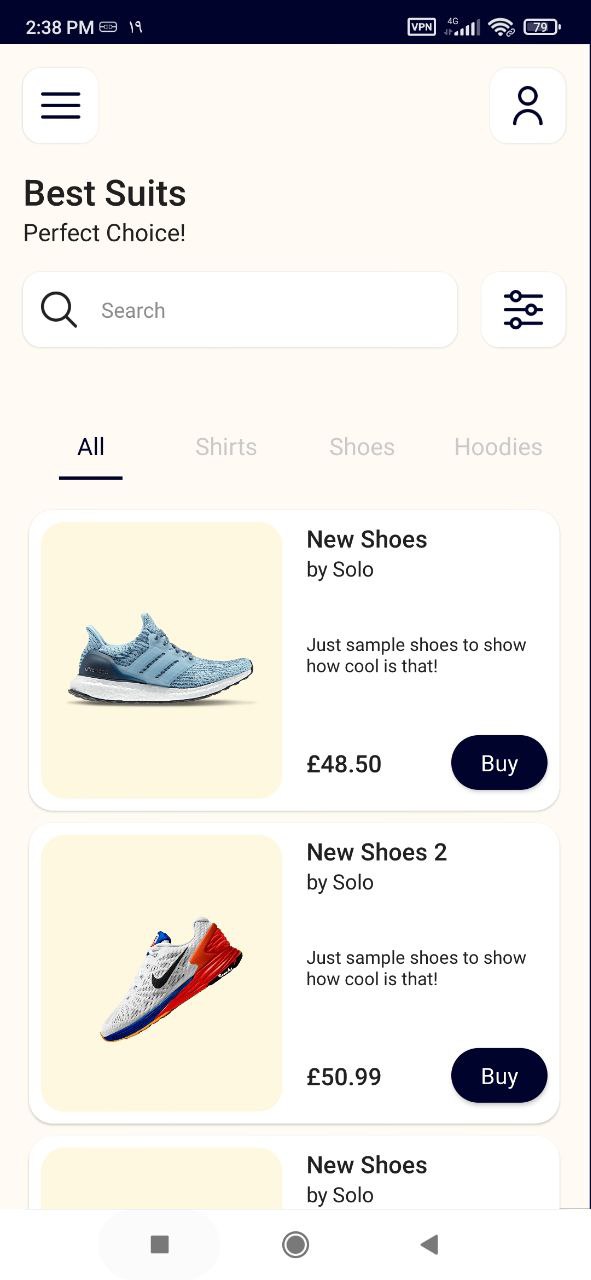 2:38 PM ١٩ VPN 4G 79
Best Suits
Perfect Choice!
Search
All Shirts Shoes Hoodies
New Shoes
by Solo
Just sample shoes to show
how cool is that!
£48.50 Buy
New Shoes 2
by Solo
Just sample shoes to show
how cool is that!
£50.99 Buy
New Shoes
by Solo